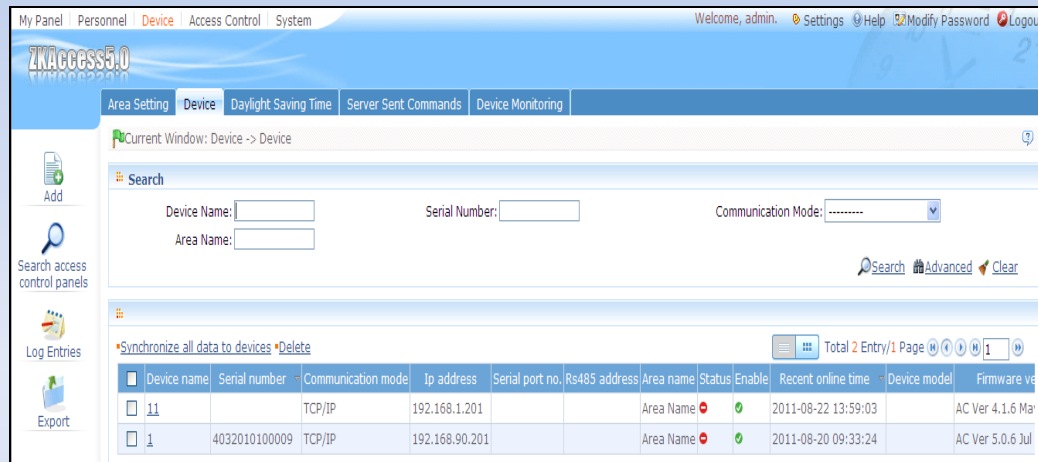 My Panel Personnel Device Access Control System Welcome, admin. Settings Help Modify Password Logou
ZKAccess5.0
Area Setting Device Daylight Saving Time Server Sent Commands Device Monitoring
Current Window: Device -> Device
Add
Search access
control panels
Log Entries
Export
Search
Device Name: Serial Number: Communication Mode: ---------
Area Name:
Search Advanced Clear
Synchronize all data to devices Delete Total 2 Entry/1 Page 1
Device name Serial number Communication mode Ip address Serial port no. Rs485 address Area name Status Enable Recent online time Device model Firmware ve
11 TCP/IP 192.168.1.201 Area Name 2011-08-22 13:59:03 AC Ver 4.1.6 May
1 4032010100009 TCP/IP 192.168.90.201 Area Name 2011-08-20 09:33:24 AC Ver 5.0.6 Jul